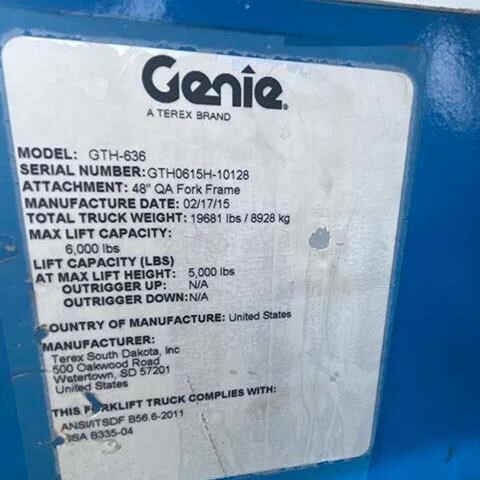 Genie
A TEREX BRAND
MODEL: GTH-636
SERIAL NUMBER:GTH0615H-10128
ATTACHMENT: 48" QA Fork Frame
MANUFACTURE DATE: 02/17/15
TOTAL TRUCK WEIGHT: 19681 lbs / 8928 kg
MAX LIFT CAPACITY:
6,000 lbs
LIFT CAPACITY (LBS)
AT MAX LIFT HEIGHT: 5,000 lbs
OUTRIGGER UP: N/A
OUTRIGGER DOWN: N/A
COUNTRY OF MANUFACTURE: United States
MANUFACTURER:
Terex South Dakota, Inc
500 Oakwood Road
Watertown, SD 57201
United States
THIS FORKLIFT TRUCK COMPLIES WITH:
ANSI/ITSDF B56.6-2011
CSA B335-04